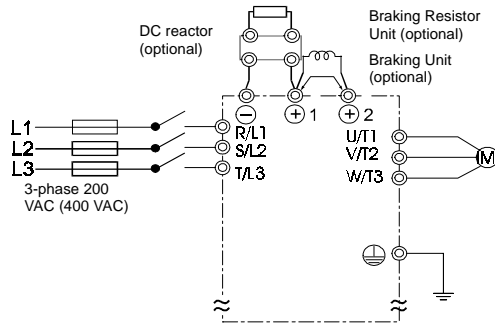 DC reactor
(optional)
Braking Resistor
Unit (optional)
Braking Unit
(optional)
− + 1 + 2
L1
L2
L3
R/L1
S/L2
T/L3
U/T1
V/T2
W/T3
M
3-phase 200
VAC (400 VAC)